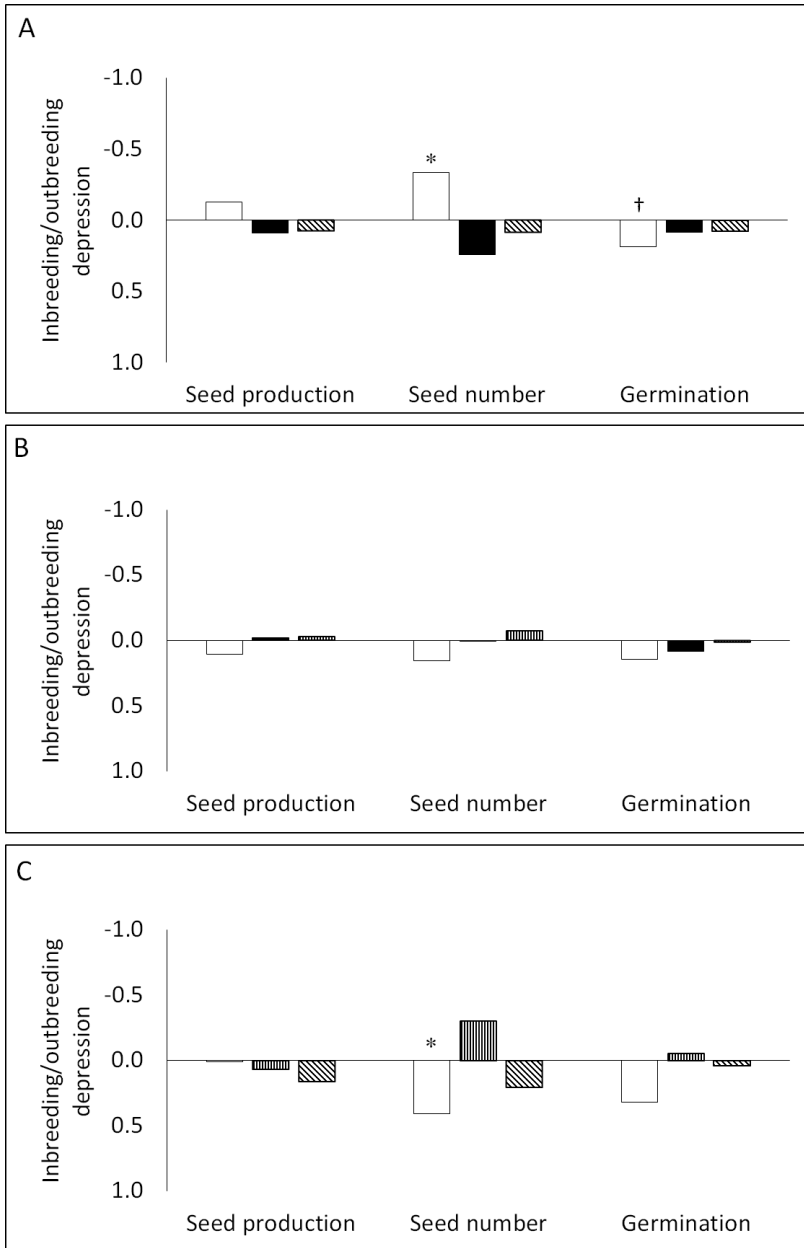 A
Inbreeding/outbreeding
depression
-1.0
-0.5
0.0
0.5
1.0
*
†
Seed production Seed number Germination
B
Inbreeding/outbreeding
depression
-1.0
-0.5
0.0
0.5
1.0
Seed production Seed number Germination
C
Inbreeding/outbreeding
depression
-1.0
-0.5
0.0
0.5
1.0
*
Seed production Seed number Germination